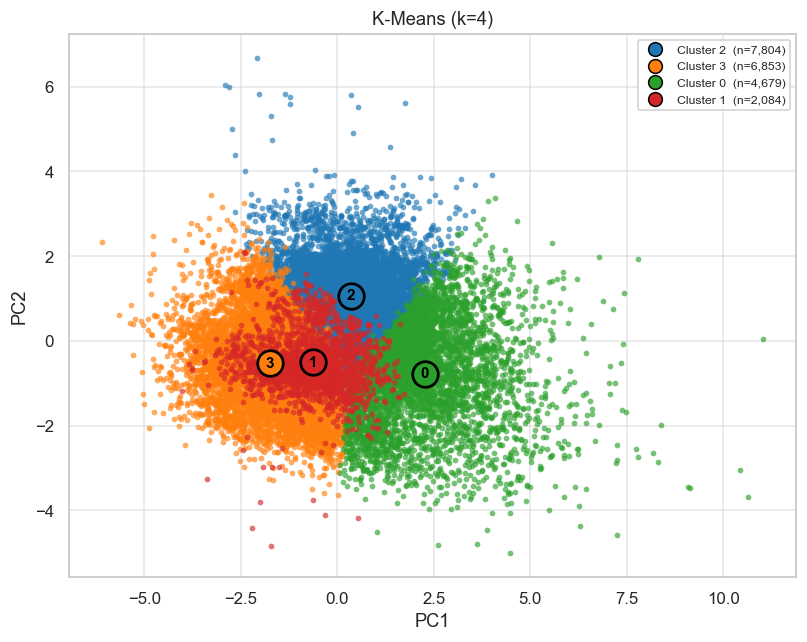 K-Means (k=4)
Cluster 2 (n=7,804)
Cluster 3 (n=6,853)
Cluster 0 (n=4,679)
Cluster 1 (n=2,084)
6
4
2
0
−2
−4
PC2
2
3
1
0
−5.0
−2.5
0.0
2.5
5.0
7.5
10.0
PC1